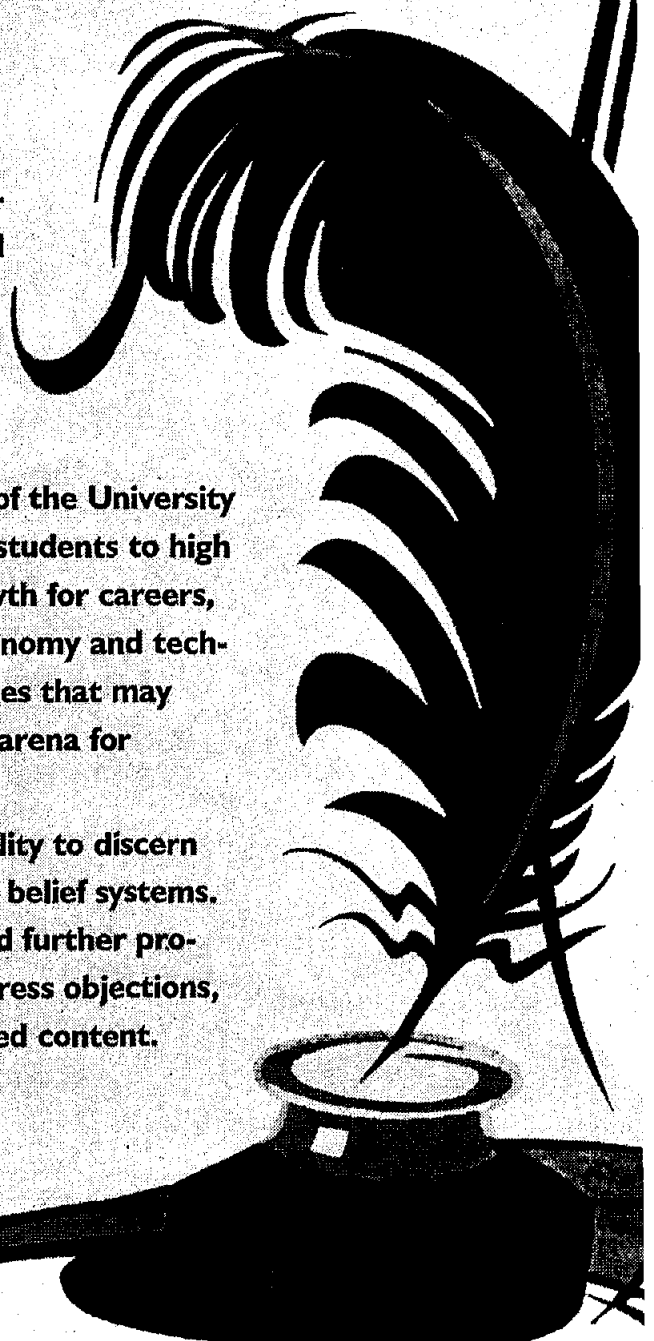 of the University
students to high
th for careers,
nomy and tech-
es that may
arena for
lity to discern
belief systems.
d further pro-
ress objections,
ed content.